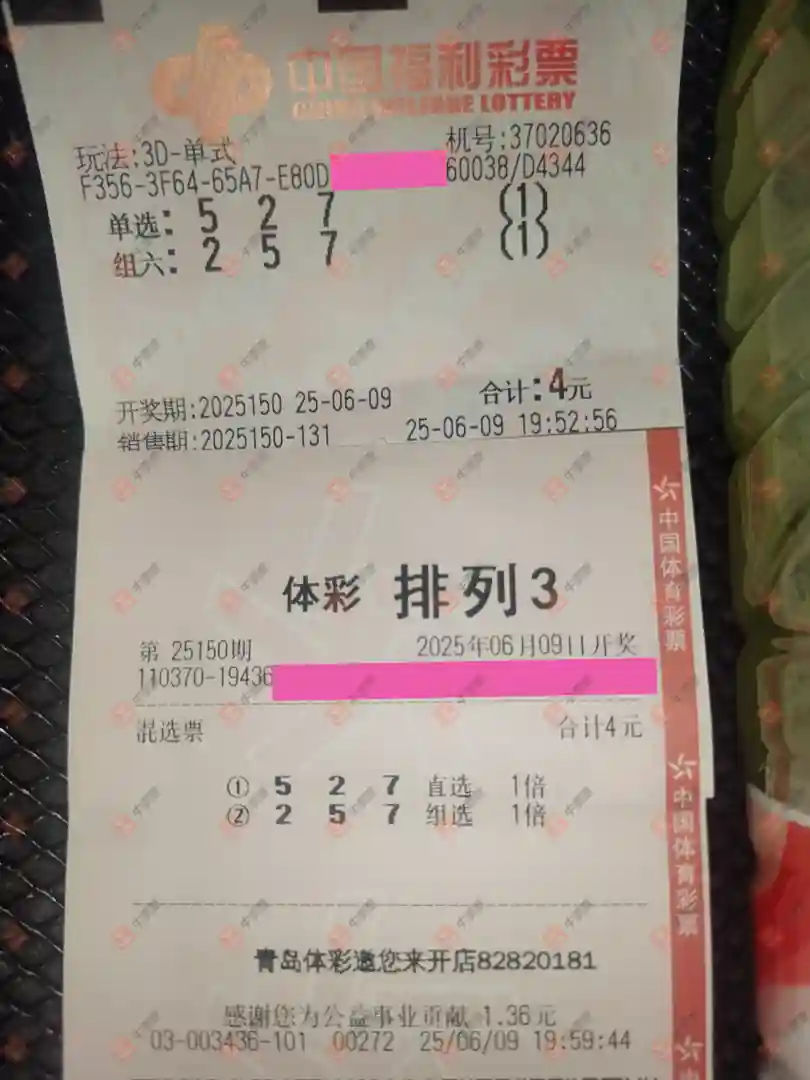 中国福利彩票
CHINA WELFARE LOTTERY
玩法:3D-单式 机号:37020636
F356-3F64-65A7-E80D 60038/D4344
单选: 5 2 7 (1)
组六: 2 5 7 (1)
开奖期:2025150 25-06-09 合计:4元
销售期:2025150-131 25-06-09 19:52:56
中国体育彩票
体彩 排列3
第 25150期 2025年06月09日开奖
110370-19436
混选票 合计4元
① 5 2 7 直选 1倍
② 2 5 7 组选 1倍
中国体育彩票
青岛体彩邀您来开店82820181
感谢您为公益事业贡献 1.36元
03-003436-101 00272 25/06/09 19:59:44
中